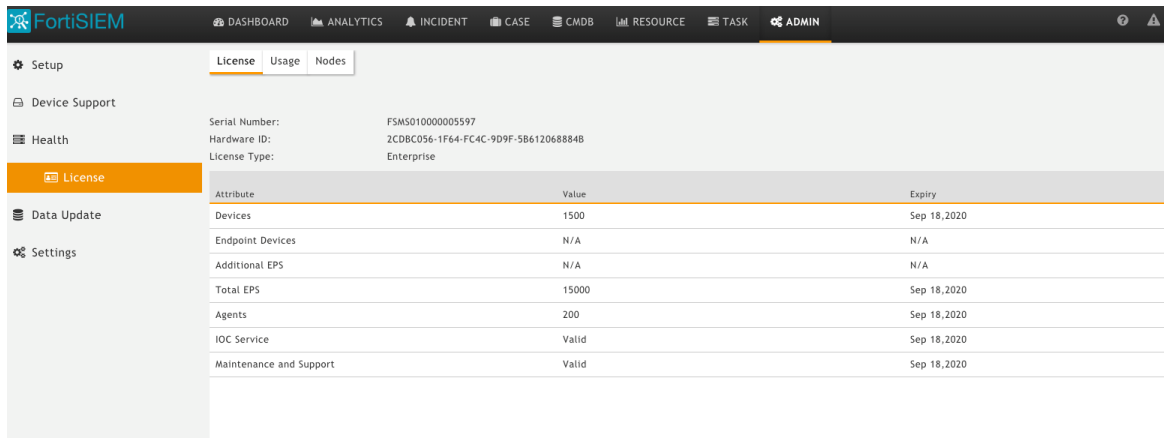 FortiSIEM DASHBOARD ANALYTICS INCIDENT CASE CMDB RESOURCE TASK ADMIN
Setup
Device Support
Health
License
Data Update
Settings
License Usage Nodes
Serial Number: FSMS010000005597
Hardware ID: 2CDBC056-1F64-FC4C-9D9F-5B612068884B
License Type: Enterprise
Attribute Value Expiry
Devices 1500 Sep 18,2020
Endpoint Devices N/A N/A
Additional EPS N/A N/A
Total EPS 15000 Sep 18,2020
Agents 200 Sep 18,2020
IOC Service Valid Sep 18,2020
Maintenance and Support Valid Sep 18,2020